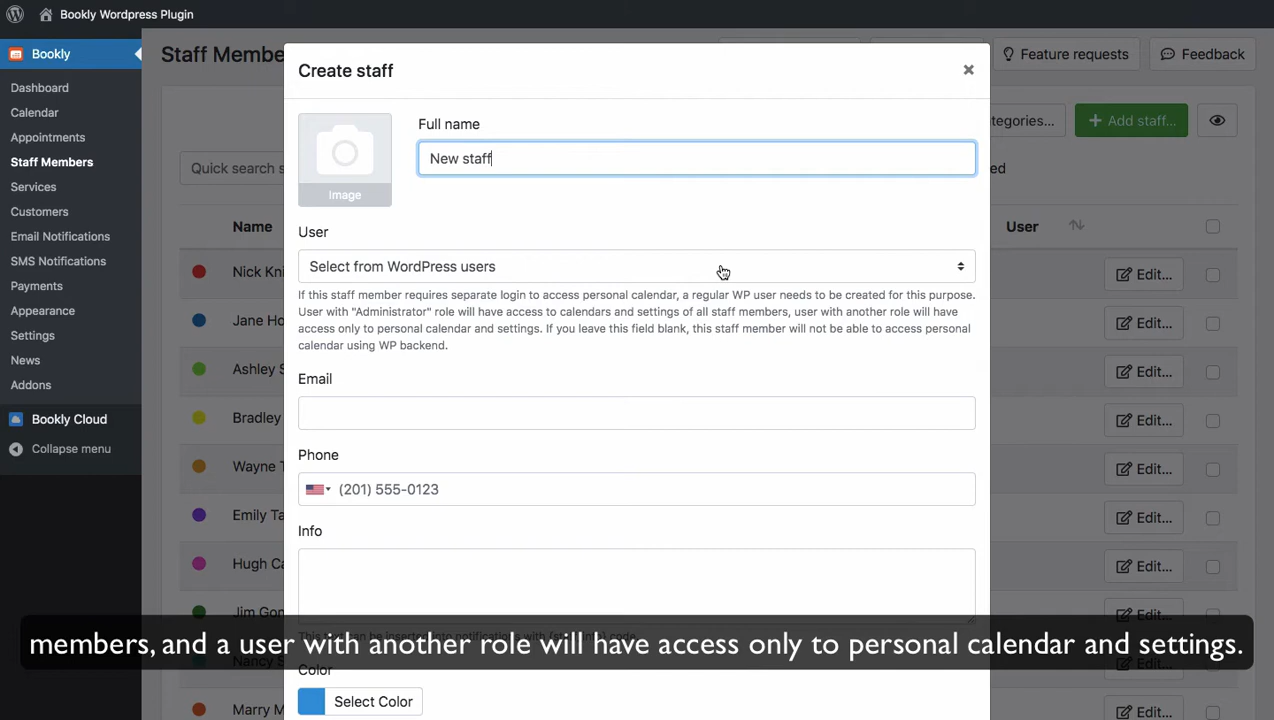 Bookly Wordpress Plugin
Bookly
Dashboard
Calendar
Appointments
Staff Members
Services
Customers
Email Notifications
SMS Notifications
Payments
Appearance
Settings
News
Addons
Bookly Cloud
Collapse menu
Staff
Feature requests
Feedback
Add staff...
Quick search
Name
User
Nick
Edit...
Jane
Edit...
Ashley
Edit...
Bradley
Edit...
Wayne
Edit...
Emily
Edit...
Hugh
Edit...
Jim
Edit...
Nancy
Edit...
Marry
Edit...
Create staff
×
Image
Full name
New staff
User
Select from WordPress users
If this staff member requires separate login to access personal calendar, a regular WP user needs to be created for this purpose.
User with "Administrator" role will have access to calendars and settings of all staff members, user with another role will have
access only to personal calendar and settings. If you leave this field blank, this staff member will not be able to access personal
calendar using WP backend.
Email
Phone
(201) 555-0123
Info
members, and a user with another role will have access only to personal calendar and settings.
Color
Select Color